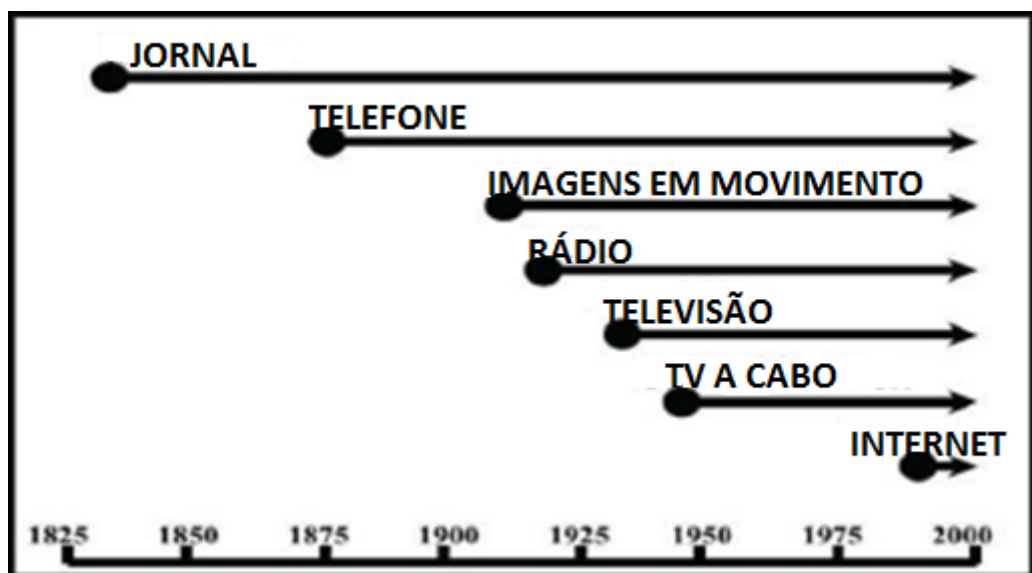 JORNAL
TELEFONE
IMAGENS EM MOVIMENTO
RÁDIO
TELEVISÃO
TV A CABO
INTERNET
1825 1850 1875 1900 1925 1950 1975 2000